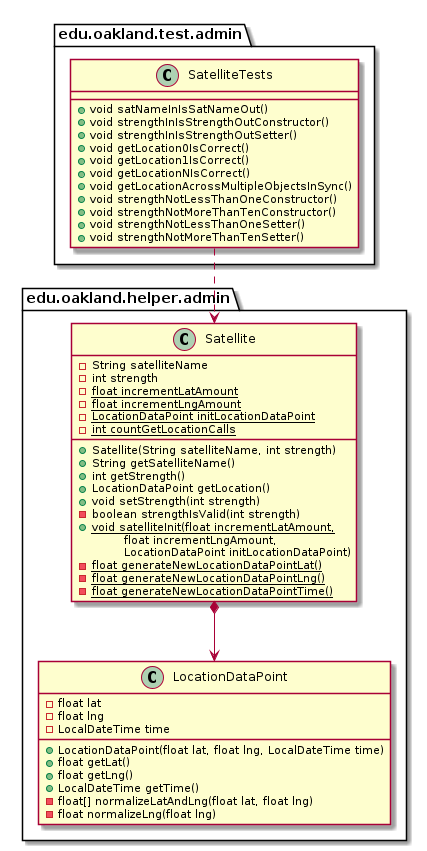 edu.oakland.test.admin
C SatelliteTests
void satNameInIsSatNameOut()
void strengthInIsStrengthOutConstructor()
void strengthInIsStrengthOutSetter()
void getLocation0IsCorrect()
void getLocation1IsCorrect()
void getLocationNIsCorrect()
void getLocationAcrossMultipleObjectsInSync()
void strengthNotLessThanOneConstructor()
void strengthNotMoreThanTenConstructor()
void strengthNotLessThanOneSetter()
void strengthNotMoreThanTenSetter()
edu.oakland.helper.admin
C Satellite
String satelliteName
int strength
float incrementLatAmount
float incrementLngAmount
LocationDataPoint initLocationDataPoint
int countGetLocationCalls
Satellite(String satelliteName, int strength)
String getSatelliteName()
int getStrength()
LocationDataPoint getLocation()
void setStrength(int strength)
boolean strengthIsValid(int strength)
void satelliteInit(float incrementLatAmount,
float incrementLngAmount,
LocationDataPoint initLocationDataPoint)
float generateNewLocationDataPointLat()
float generateNewLocationDataPointLng()
float generateNewLocationDataPointTime()
C LocationDataPoint
float lat
float lng
LocalDateTime time
LocationDataPoint(float lat, float lng, LocalDateTime time)
float getLat()
float getLng()
LocalDateTime getTime()
float[] normalizeLatAndLng(float lat, float lng)
float normalizeLng(float lng)